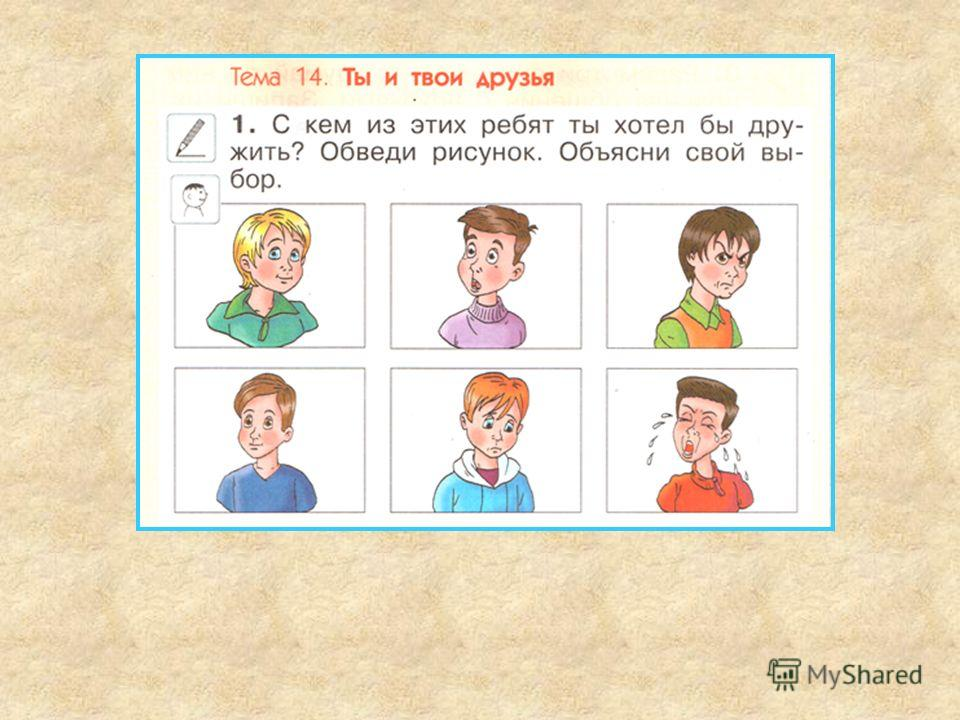 Тема 14. Ты и твои друзья
1. С кем из этих ребят ты хотел бы дру-
жить? Обведи рисунок. Объясни свой вы-
бор.
MyShared